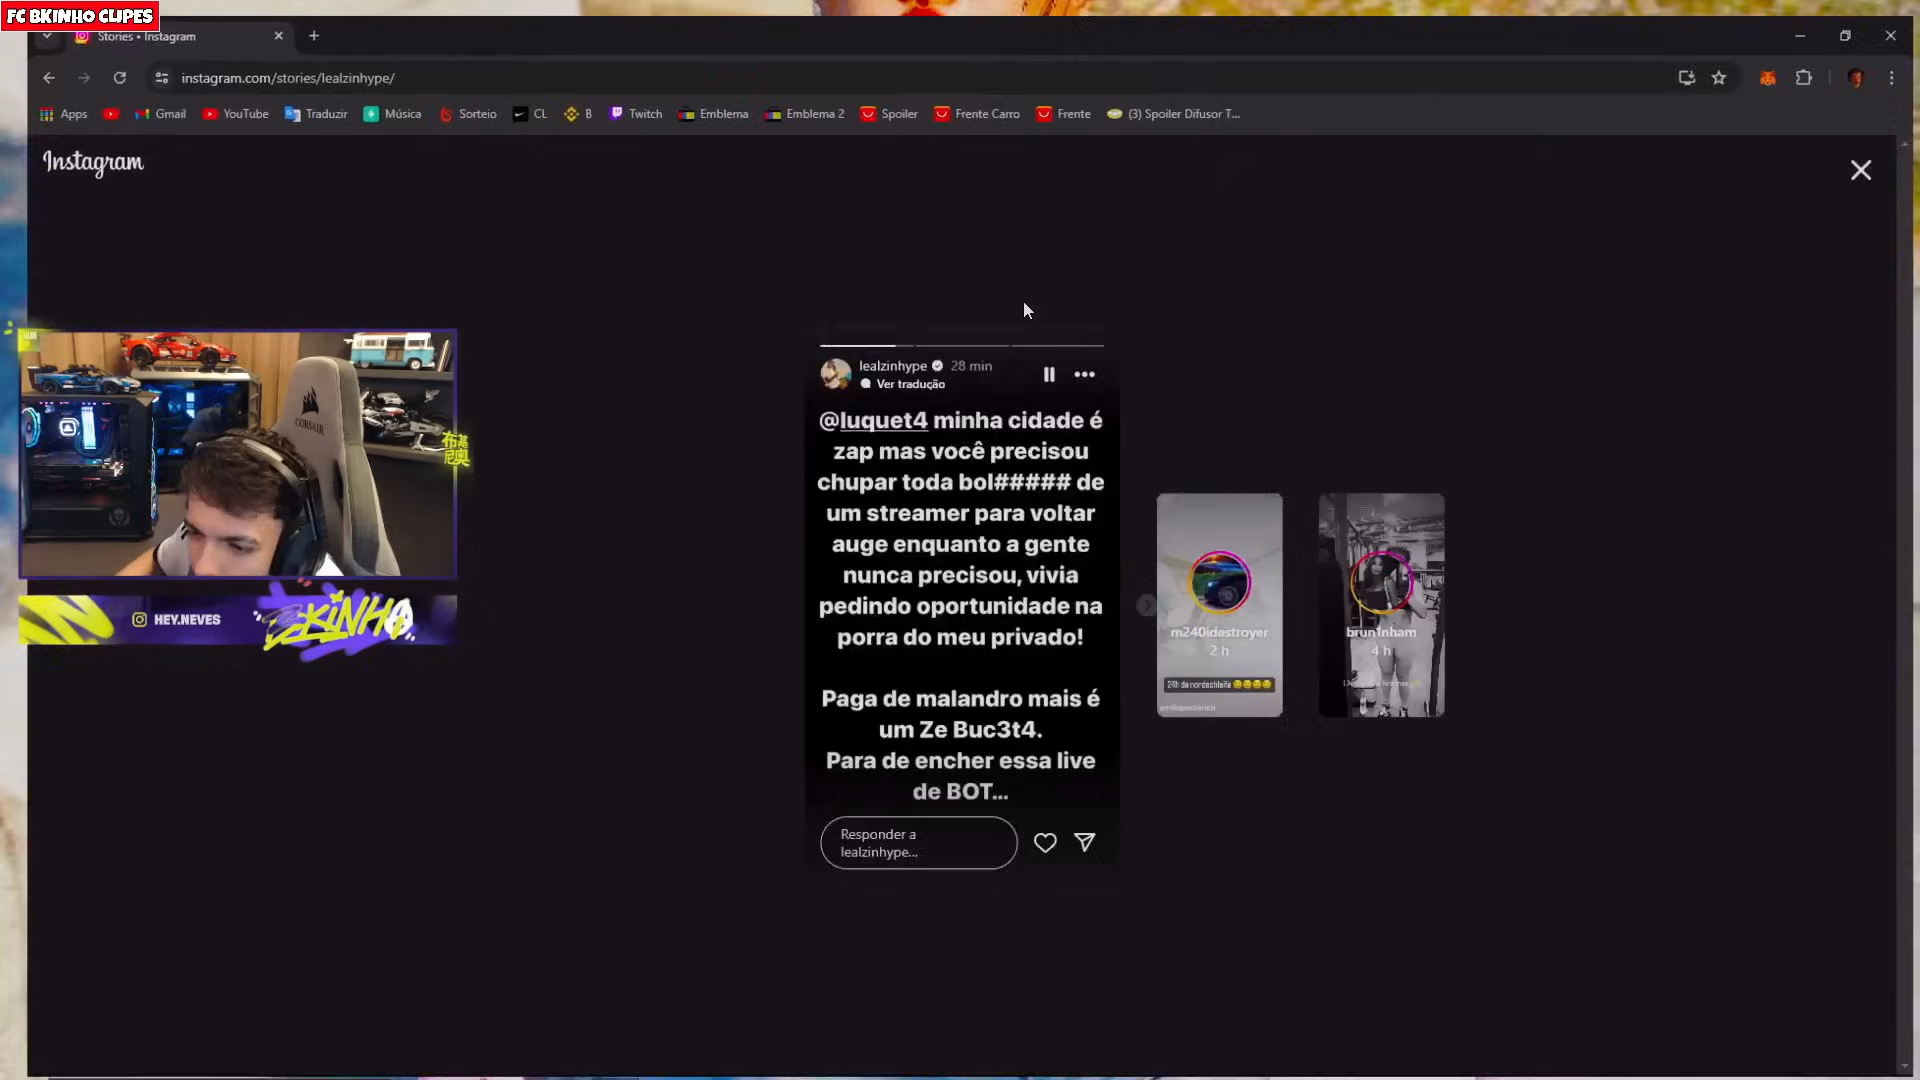 FC BKINHO CLIPES
Stories • Instagram
instagram.com/stories/lealzinhype/
Apps
Gmail
YouTube
Traduzir
Música
Sorteio
CL
B
Twitch
Emblema
Emblema 2
Spoiler
Frente Carro
Frente
(3) Spoiler Difusor T...
Instagram
lealzinhype 28 min
Ver tradução
@luquet4 minha cidade é
zap mas você precisou
chupar toda bol##### de
um streamer para voltar
auge enquanto a gente
nunca precisou, vivia
pedindo oportunidade na
porra do meu privado!
Paga de malandro mais é
um Ze Buc3t4.
Para de encher essa live
de BOT...
Responder a
lealzinhype...
m240idestroyer
2 h
24h da nordschleife
brun1nham
4 h
CORSAIR
HEY.NEVES
BKINHO